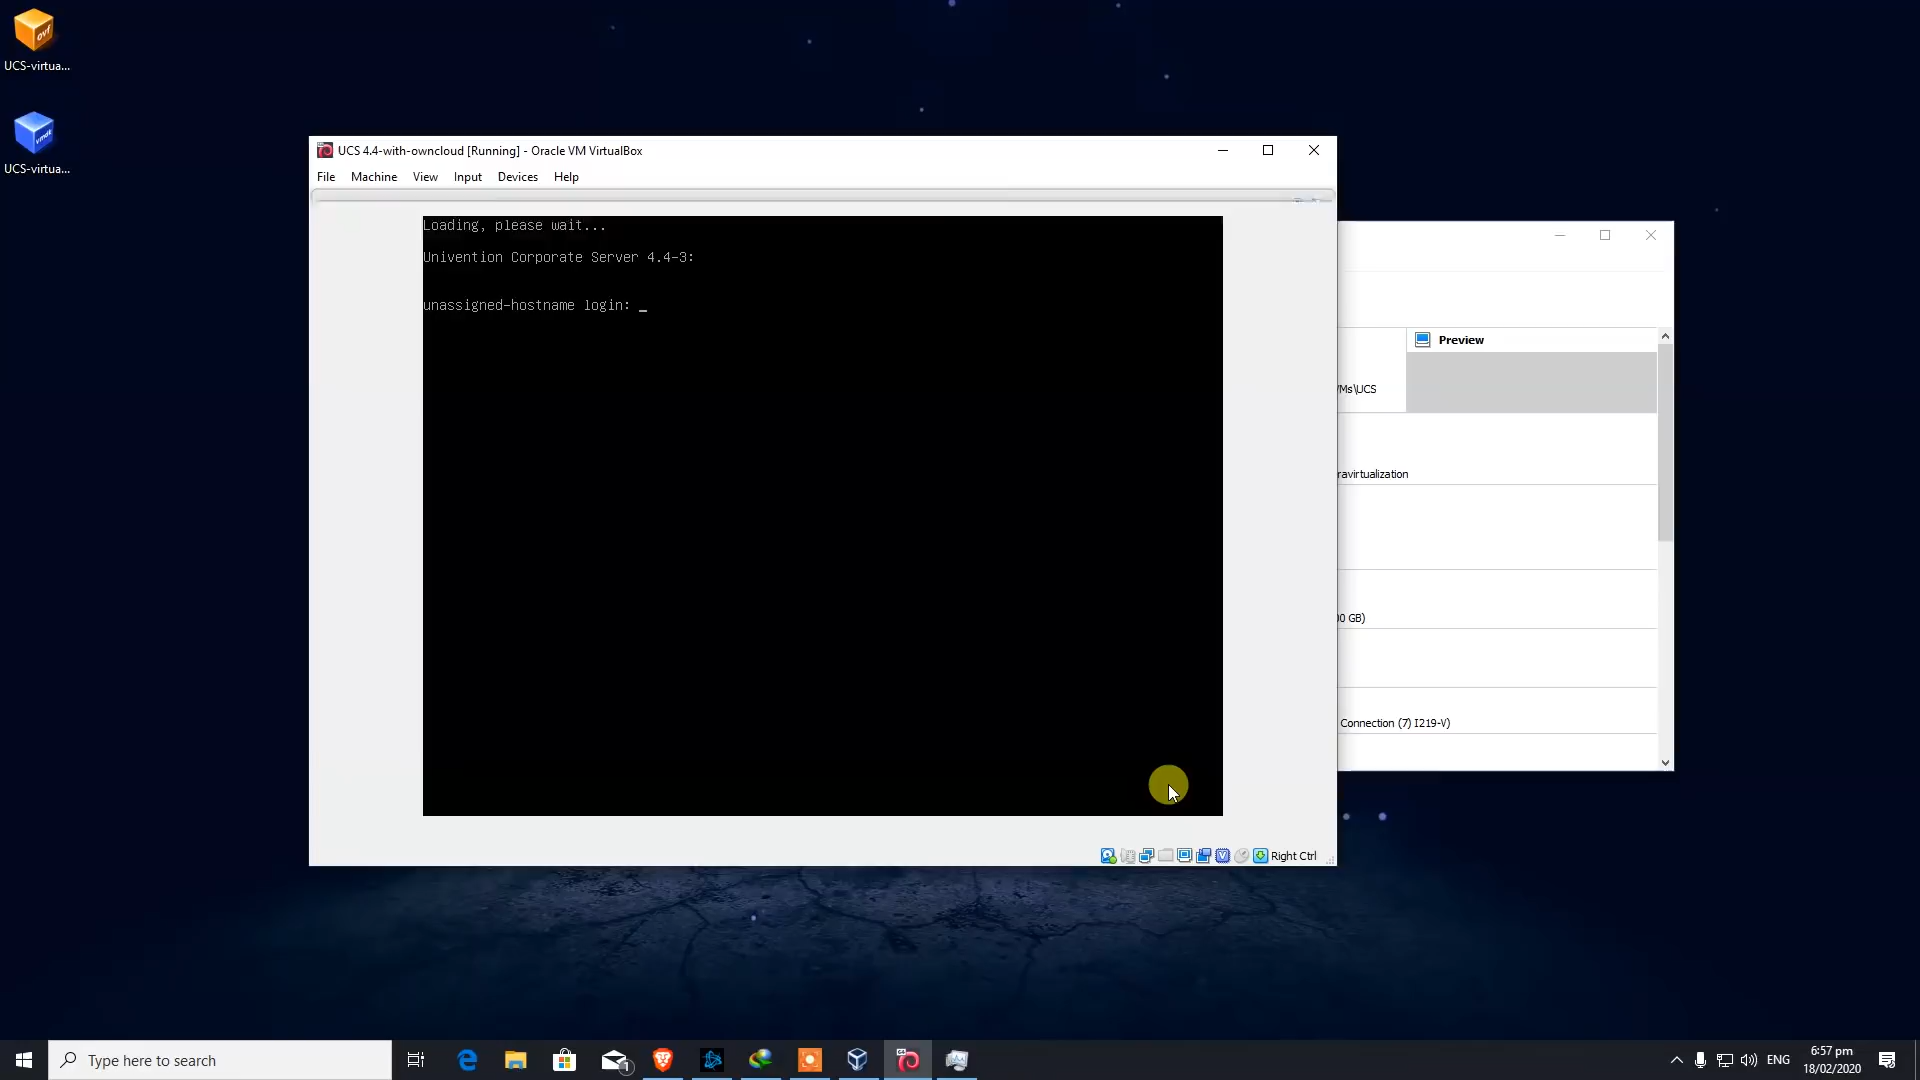 UCS-virtua...
UCS-virtua...
UCS 4.4-with-owncloud [Running] - Oracle VM VirtualBox
File Machine View Input Devices Help
Loading, please wait...
Univention Corporate Server 4.4-3:
unassigned-hostname login: _
Right Ctrl
Preview
Ms\UCS
ravirtualization
0 GB)
Connection (7) I219-V)
Type here to search
1
ENG
6:57 pm
18/02/2020